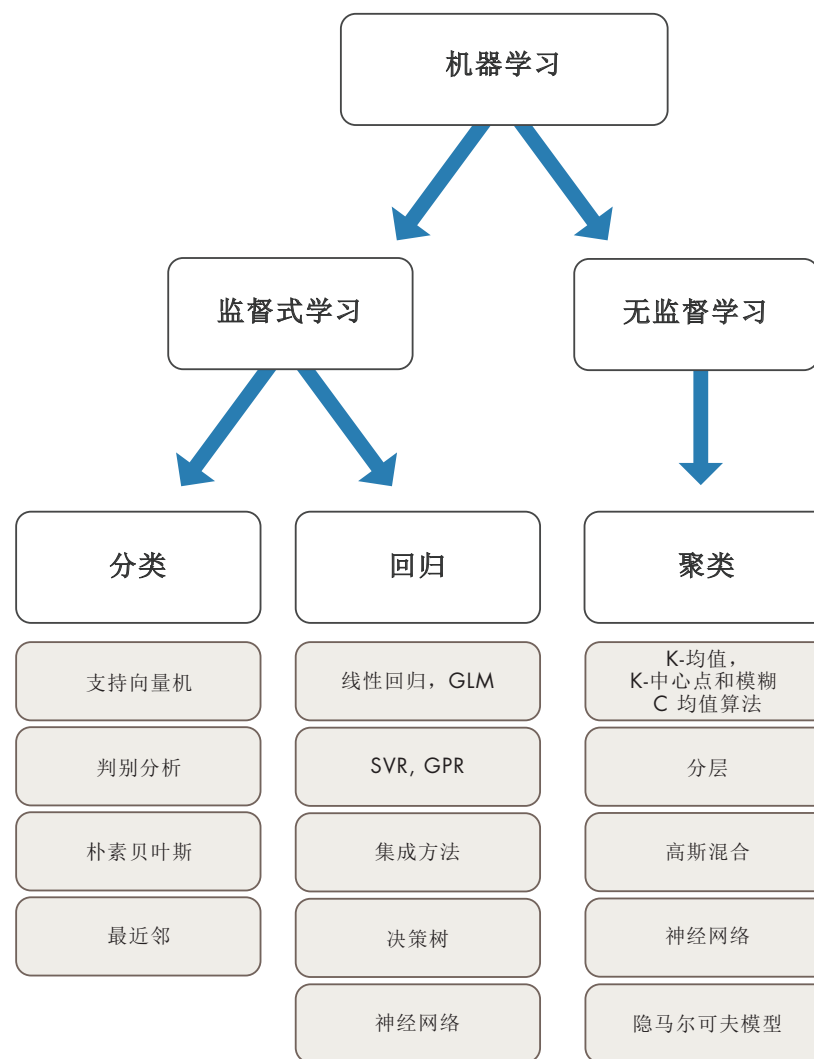 机器学习
监督式学习
无监督学习
分类
回归
聚类
支持向量机
判别分析
朴素贝叶斯
最近邻
线性回归，GLM
SVR, GPR
集成方法
决策树
神经网络
K-均值，
K-中心点和模糊
C 均值算法
分层
高斯混合
神经网络
隐马尔可夫模型